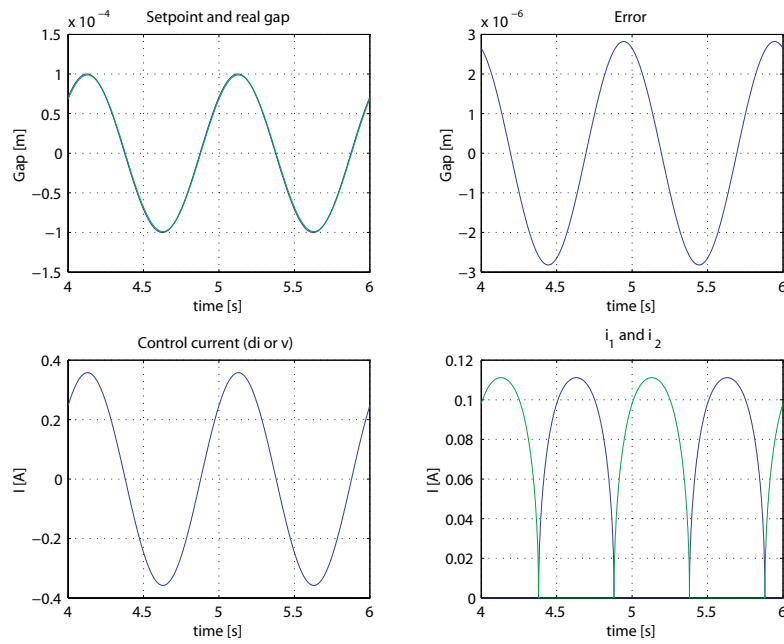 Setpoint and real gap
x 10⁻⁴
1.5
1
0.5
0
−0.5
−1
−1.5
Gap [m]
4 4.5 5 5.5 6
time [s]
Error
x 10⁻⁶
3
2
1
0
−1
−2
−3
Gap [m]
4 4.5 5 5.5 6
time [s]
Control current (di or v)
0.4
0.2
0
−0.2
−0.4
I [A]
4 4.5 5 5.5 6
time [s]
i₁ and i₂
0.12
0.1
0.08
0.06
0.04
0.02
0
I [A]
4 4.5 5 5.5 6
time [s]